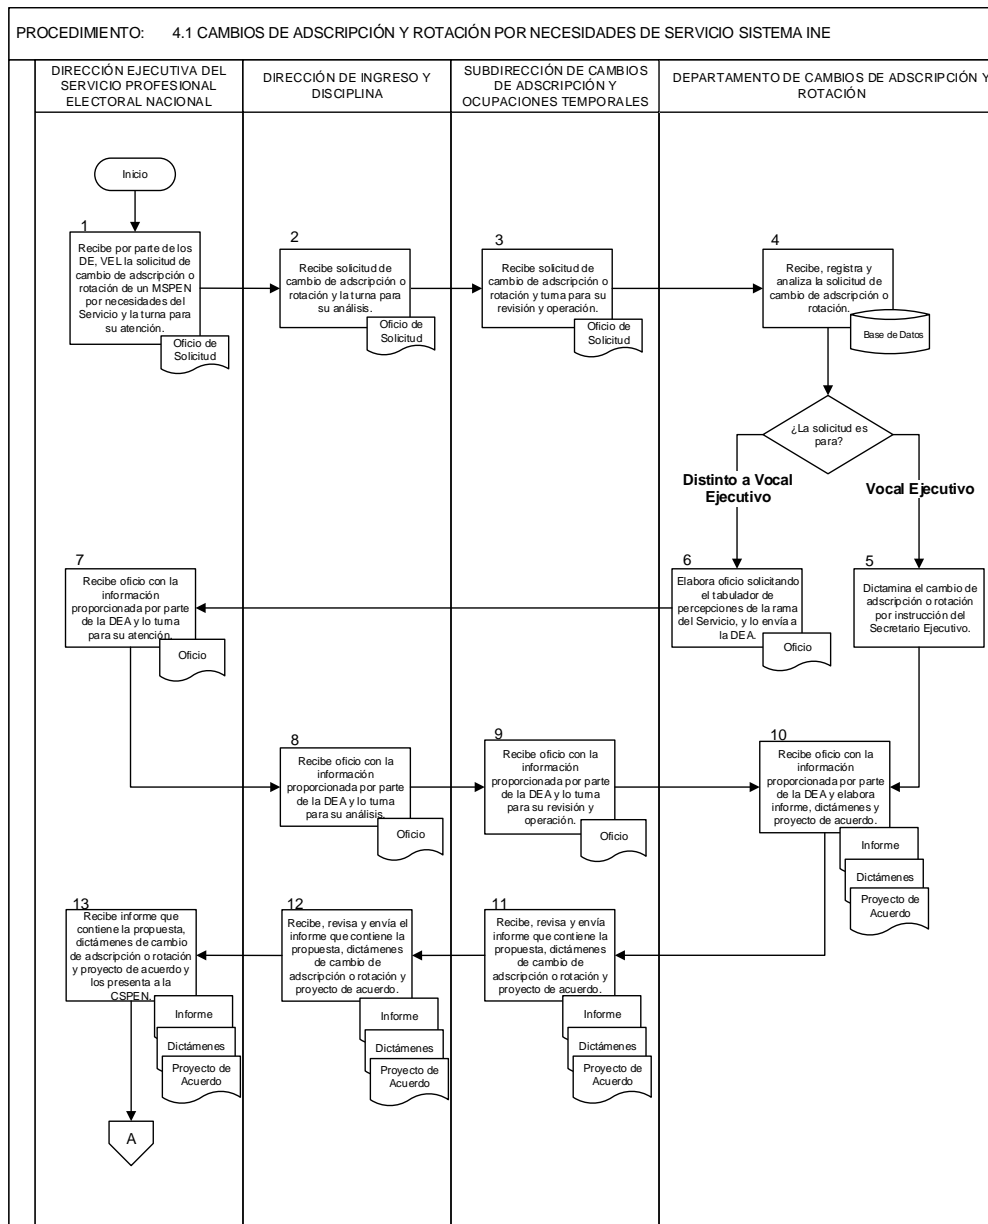 PROCEDIMIENTO: 4.1 CAMBIOS DE ADSCRIPCIÓN Y ROTACIÓN POR NECESIDADES DE SERVICIO SISTEMA INE
DIRECCIÓN EJECUTIVA DEL
SERVICIO PROFESIONAL
ELECTORAL NACIONAL
DIRECCIÓN DE INGRESO Y
DISCIPLINA
SUBDIRECCIÓN DE CAMBIOS
DE ADSCRIPCIÓN Y
OCUPACIONES TEMPORALES
DEPARTAMENTO DE CAMBIOS DE ADSCRIPCIÓN Y
ROTACIÓN
Inicio
1
Recibe por parte de los
DE, VEL la solicitud de
cambio de adscripción o
rotación de un MSPEN
por necesidades del
Servicio y la turna para
su atención.
Oficio de
Solicitud
2
Recibe solicitud de
cambio de adscripción o
rotación y la turna para
su análisis.
Oficio de
Solicitud
3
Recibe solicitud de
cambio de adscripción o
rotación y turna para su
revisión y operación.
Oficio de
Solicitud
4
Recibe, registra y
analiza la solicitud de
cambio de adscripción o
rotación.
Base de Datos
¿La solicitud es
para?
Distinto a Vocal
Ejecutivo
Vocal Ejecutivo
7
Recibe oficio con la
información
proporcionada por parte
de la DEA y lo turna
para su atención.
Oficio
6
Elabora oficio solicitando
el tabulador de
percepciones de la rama
del Servicio, y lo envía a
la DEA.
Oficio
5
Dictamina el cambio de
adscripción o rotación
por instrucción del
Secretario Ejecutivo.
8
Recibe oficio con la
información
proporcionada por parte
de la DEA y lo turna
para su análisis.
Oficio
9
Recibe oficio con la
información
proporcionada por parte
de la DEA y lo turna
para su revisión y
operación.
Oficio
10
Recibe oficio con la
información
proporcionada por parte
de la DEA y elabora
informe, dictámenes y
proyecto de acuerdo.
Informe
Dictámenes
Proyecto de
Acuerdo
13
Recibe informe que
contiene la propuesta,
dictámenes de cambio
de adscripción o rotación
y proyecto de acuerdo y
los presenta a la
CSPEN.
Informe
Dictámenes
Proyecto de
Acuerdo
12
Recibe, revisa y envía el
informe que contiene la
propuesta, dictámenes
de cambio de
adscripción o rotación y
proyecto de acuerdo.
Informe
Dictámenes
Proyecto de
Acuerdo
11
Recibe, revisa y envía
informe que contiene la
propuesta, dictámenes
de cambio de
adscripción o rotación y
proyecto de acuerdo.
Informe
Dictámenes
Proyecto de
Acuerdo
A